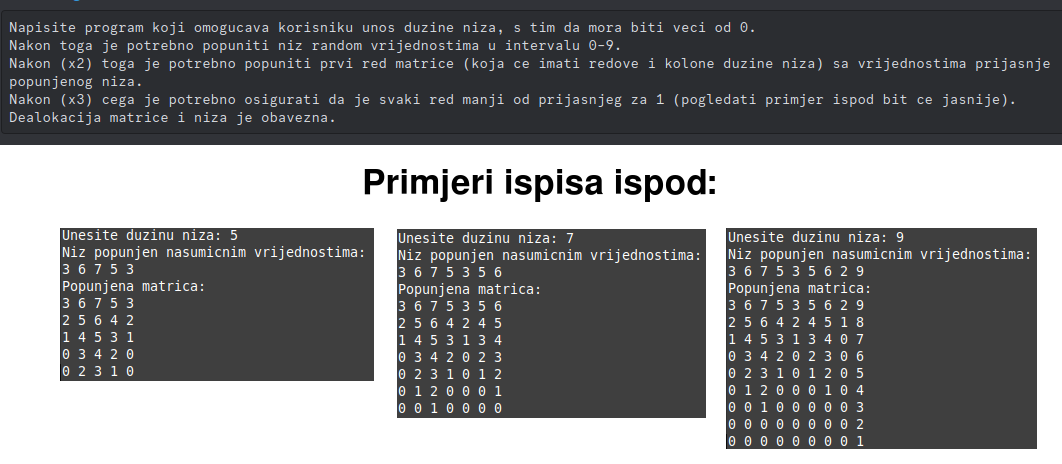 Napisite program koji omogucava korisniku unos duzine niza, s tim da mora biti veci od 0.
Nakon toga je potrebno popuniti niz random vrijednostima u intervalu 0-9.
Nakon (x2) toga je potrebno popuniti prvi red matrice (koja ce imati redove i kolone duzine niza) sa vrijednostima prijasnje
popunjenog niza.
Nakon (x3) cega je potrebno osigurati da je svaki red manji od prijasnjeg za 1 (pogledati primjer ispod bit ce jasnije).
Dealokacija matrice i niza je obavezna.
Primjeri ispisa ispod:
Unesite duzinu niza: 5
Niz popunjen nasumicnim vrijednostima:
3 6 7 5 3
Popunjena matrica:
3 6 7 5 3
2 5 6 4 2
1 4 5 3 1
0 3 4 2 0
0 2 3 1 0
Unesite duzinu niza: 7
Niz popunjen nasumicnim vrijednostima:
3 6 7 5 3 5 6
Popunjena matrica:
3 6 7 5 3 5 6
2 5 6 4 2 4 5
1 4 5 3 1 3 4
0 3 4 2 0 2 3
0 2 3 1 0 1 2
0 1 2 0 0 0 1
0 0 1 0 0 0 0
Unesite duzinu niza: 9
Niz popunjen nasumicnim vrijednostima:
3 6 7 5 3 5 6 2 9
Popunjena matrica:
3 6 7 5 3 5 6 2 9
2 5 6 4 2 4 5 1 8
1 4 5 3 1 3 4 0 7
0 3 4 2 0 2 3 0 6
0 2 3 1 0 1 2 0 5
0 1 2 0 0 0 1 0 4
0 0 1 0 0 0 0 0 3
0 0 0 0 0 0 0 0 2
0 0 0 0 0 0 0 0 1